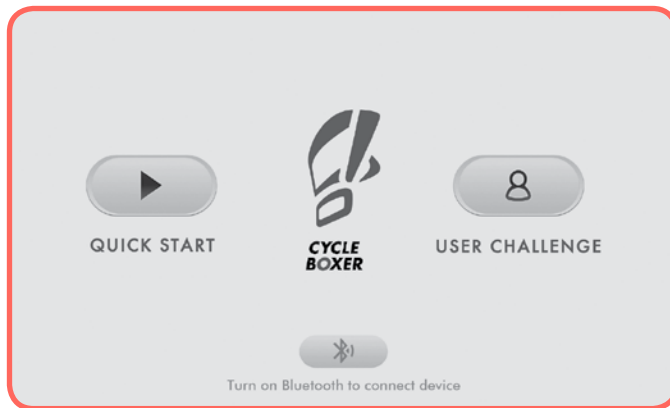 QUICK START
CYCLE
BOXER
USER CHALLENGE
Turn on Bluetooth to connect device